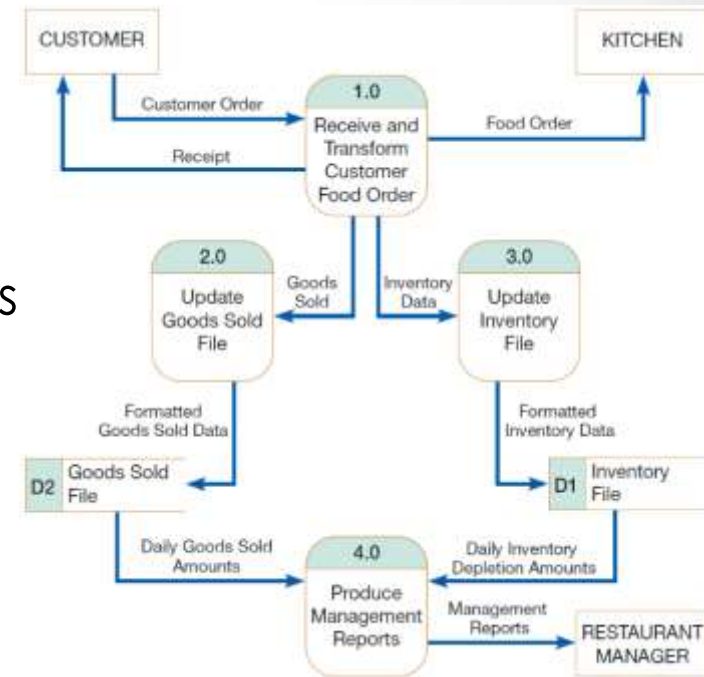 CUSTOMER
KITCHEN
Customer Order
Receipt
1.0
Receive and
Transform
Customer
Food Order
Food Order
S
2.0
Update
Goods Sold
File
Goods
Sold
Inventory
Data
3.0
Update
Inventory
File
Formatted
Goods Sold Data
Formatted
Inventory Data
D2
Goods Sold
File
D1
Inventory
File
Daily Goods Sold
Amounts
4.0
Produce
Management
Reports
Daily Inventory
Depletion Amounts
Management
Reports
RESTAURANT
MANAGER